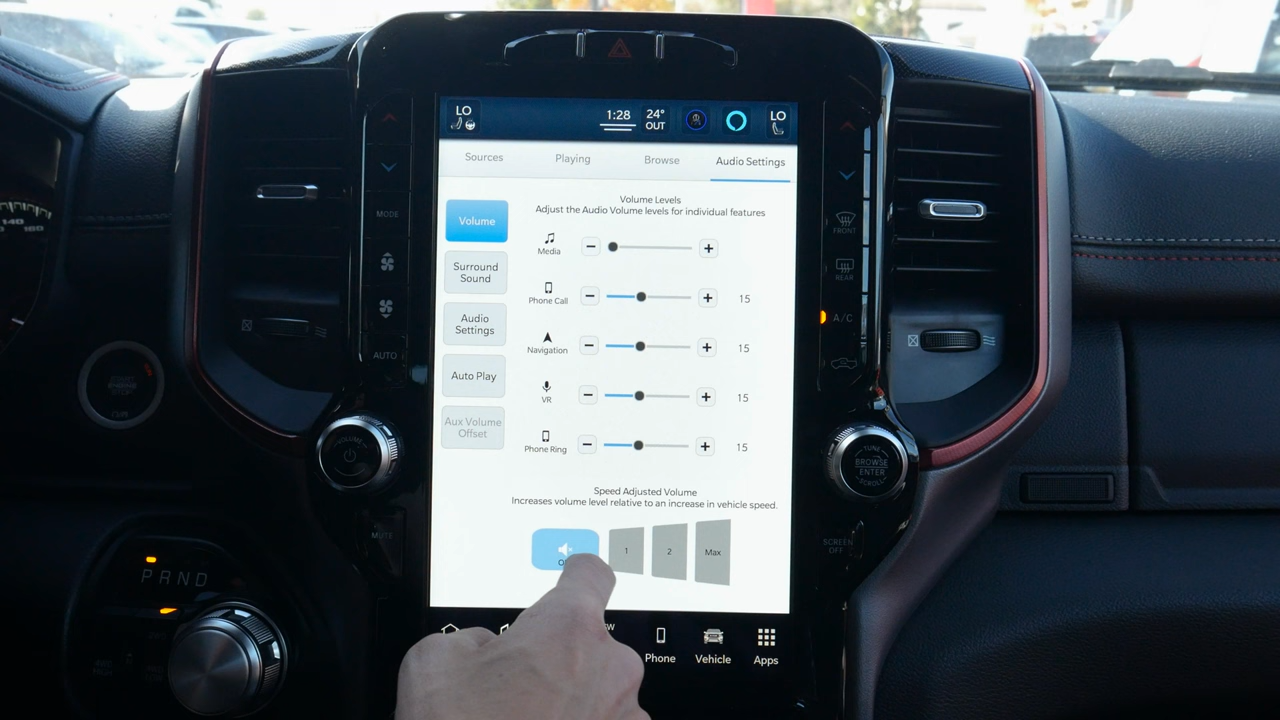 LO
1:28
24°
OUT
LO
Sources
Playing
Browse
Audio Settings
Volume Levels
Adjust the Audio Volume levels for individual features
Volume
Media
Surround
Sound
Phone Call
15
Audio
Settings
Navigation
15
Auto Play
VR
15
Aux Volume
Offset
Phone Ring
15
Speed Adjusted Volume
Increases volume level relative to an increase in vehicle speed.
1
2
Max
Phone
Vehicle
Apps
MODE
AUTO
VOLUME
MUTE
PRND
FRONT
REAR
A/C
TUNE
BROWSE
ENTER
SCROLL
SCREEN
OFF
140
160